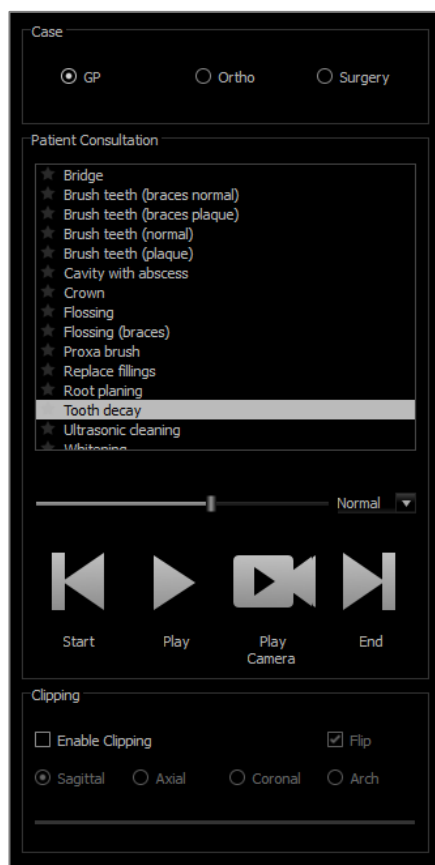 Case
GP Ortho Surgery
Patient Consultation
Bridge
Brush teeth (braces normal)
Brush teeth (braces plaque)
Brush teeth (normal)
Brush teeth (plaque)
Cavity with abscess
Crown
Flossing
Flossing (braces)
Proxa brush
Replace fillings
Root planing
Tooth decay
Ultrasonic cleaning
Whitening
Normal
Start Play Play End
Camera
Clipping
Enable Clipping Flip
Sagittal Axial Coronal Arch